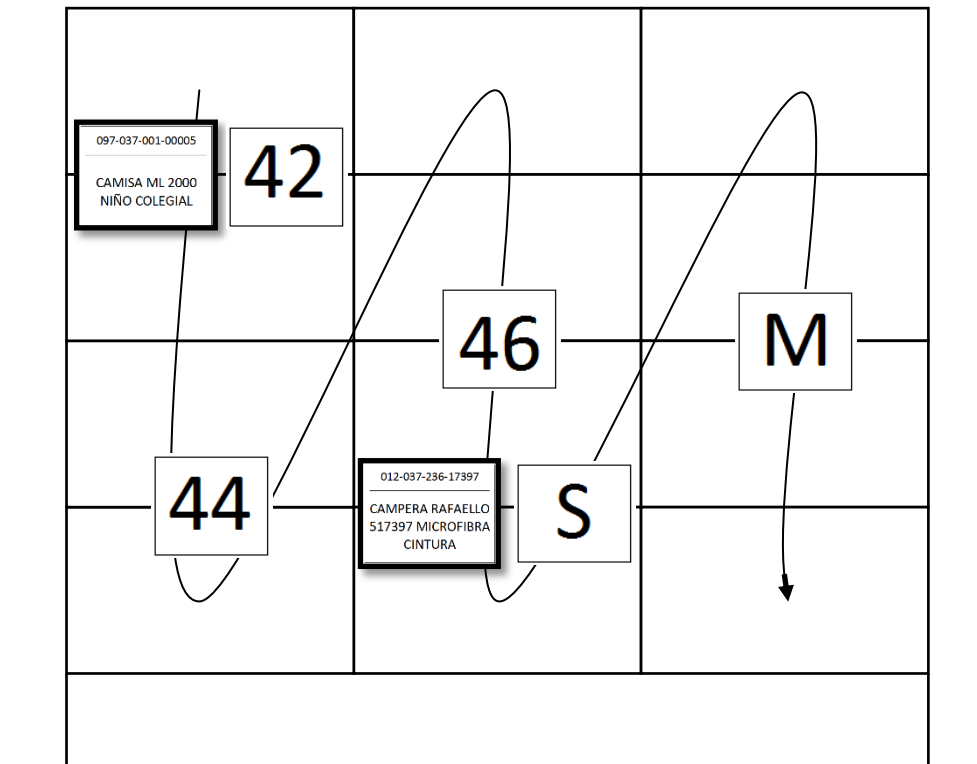 097-037-001-00005
CAMISA ML 2000
NIÑO COLEGIAL
42
44
46
012-037-236-17397
CAMPERA RAFAELLO
517397 MICROFIBRA
CINTURA
S
M